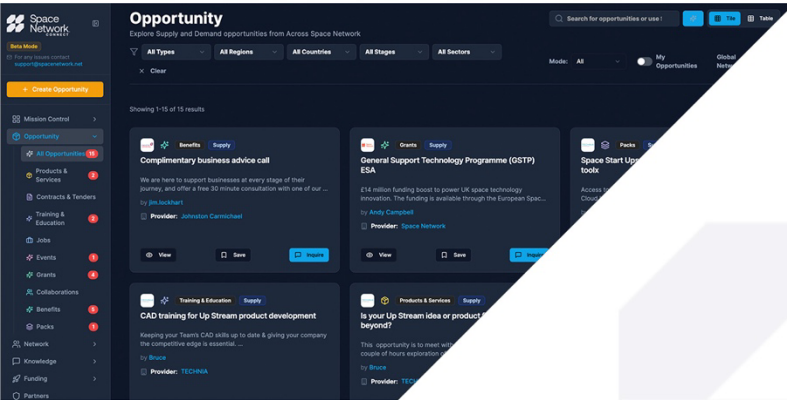 Space
Network
CONNECT
Beta Mode
For any issues contact
support@spacenetwork.net
+ Create Opportunity
Mission Control
Opportunity
All Opportunities 15
Products &
Services 2
Contracts & Tenders
Training &
Education 2
Jobs
Events 1
Grants 4
Collaborations
Benefits 5
Packs 1
Network
Knowledge
Funding
Partners
Opportunity
Explore Supply and Demand opportunities from Across Space Network
Search for opportunities or use
Tile
Table
All Types
All Regions
All Countries
All Stages
All Sectors
× Clear
Mode: All
My
Opportunities
Global
Showing 1-15 of 15 results
Benefits Supply
Complimentary business advice call
We are here to support businesses at every stage of their
journey, and offer a free 30 minute consultation with one of our ...
by jim.lockhart
Provider: Johnston Carmichael
View
Save
Inquire
Grants Supply
General Support Technology Programme (GSTP)
ESA
£14 million funding boost to power UK space technology
innovation. The funding is available through the European Spac...
by Andy Campbell
Provider: Space Network
View
Save
Inquire
Packs
Space Start
toolx
Access
Cloud
Training & Education Supply
CAD training for Up Stream product development
Keeping your Team's CAD skills up to date & giving your company
the competitive edge is essential. ...
by Bruce
Provider: TECHNIA
Products & Services Supply
Is your Up Stream idea or product
beyond?
This opportunity is to meet
couple of hours exploration
by Bruce
Provider: